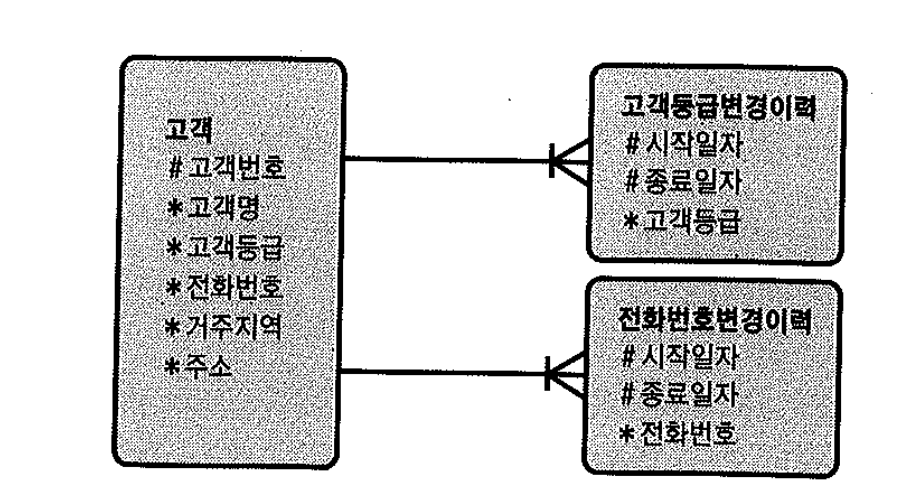 고객
#고객번호
*고객명
*고객등급
*전화번호
*거주지역
*주소
고객등급변경이력
#시작일자
#종료일자
*고객등급
전화번호변경이력
#시작일자
#종료일자
*전화번호